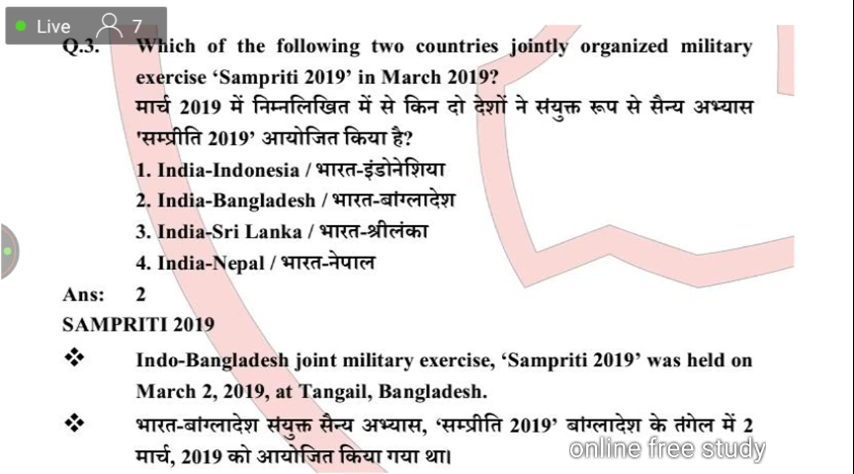 Live 7
Q.3. Which of the following two countries jointly organized military
exercise ‘Sampriti 2019’ in March 2019?
मार्च 2019 में निम्नलिखित में से किन दो देशों ने संयुक्त रूप से सैन्य अभ्यास
'सम्प्रीति 2019’ आयोजित किया है?
1. India-Indonesia / भारत-इंडोनेशिया
2. India-Bangladesh / भारत-बांग्लादेश
3. India-Sri Lanka / भारत-श्रीलंका
4. India-Nepal / भारत-नेपाल
Ans: 2
SAMPRITI 2019
❖ Indo-Bangladesh joint military exercise, ‘Sampriti 2019’ was held on
March 2, 2019, at Tangail, Bangladesh.
❖ भारत-बांग्लादेश संयुक्त सैन्य अभ्यास, ‘सम्प्रीति 2019’ बांग्लादेश के तंगेल में 2
मार्च, 2019 को आयोजित किया गया था।
online free study